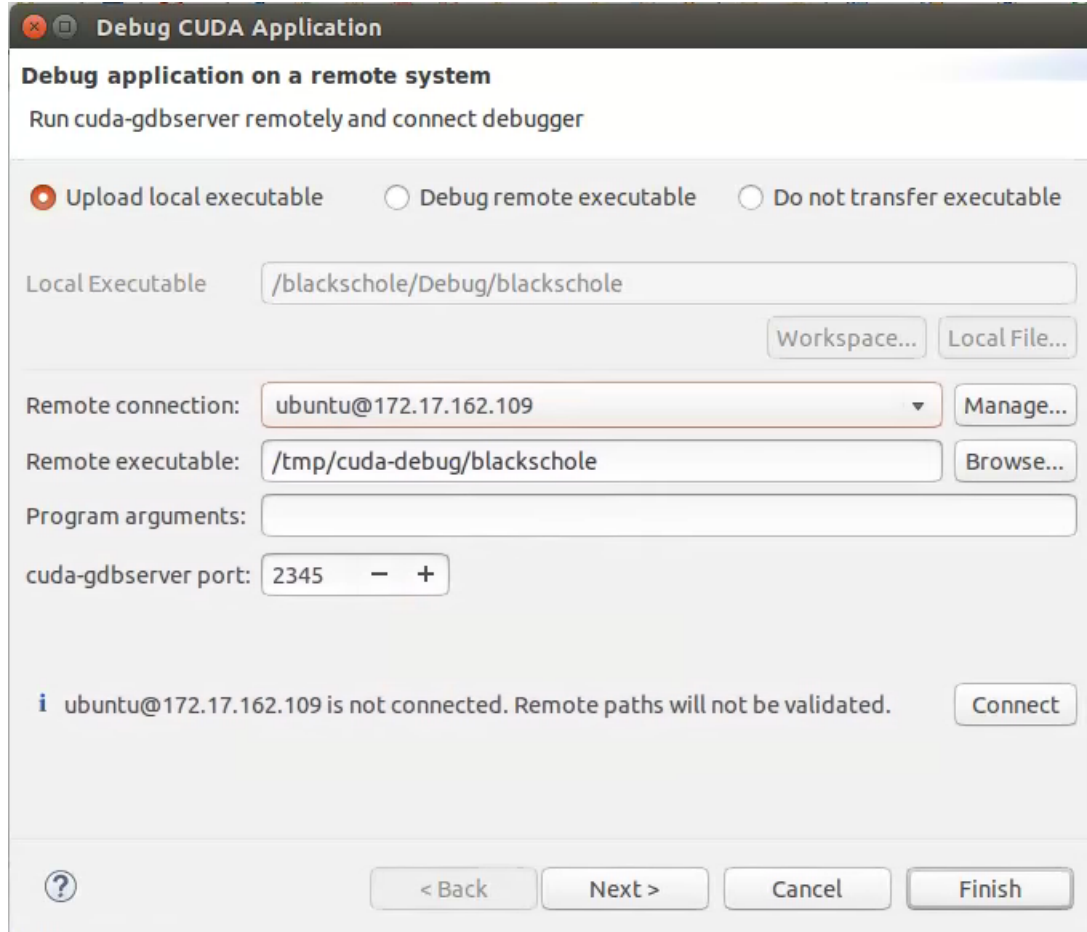 Debug CUDA Application
Debug application on a remote system
Run cuda-gdbserver remotely and connect debugger
Upload local executable Debug remote executable Do not transfer executable
Local Executable /blackschole/Debug/blackschole
Workspace... Local File...
Remote connection: ubuntu@172.17.162.109 Manage...
Remote executable: /tmp/cuda-debug/blackschole Browse...
Program arguments:
cuda-gdbserver port: 2345 − +
i ubuntu@172.17.162.109 is not connected. Remote paths will not be validated. Connect
? < Back Next > Cancel Finish